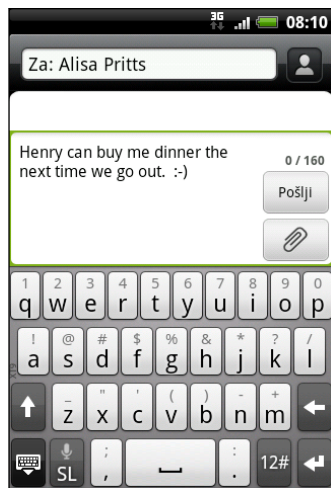 3G 08:10
Za: Alisa Pritts
Henry can buy me dinner the
next time we go out. :-)
0 / 160
Pošlji
1 2 3 4 5 6 7 8 9 0
q w e r t y u i o p
! @ # $ % & * ? /
a s d f g h j k l
_ " ' ( ) - +
z x c v b n m
; :
SL , . 12#